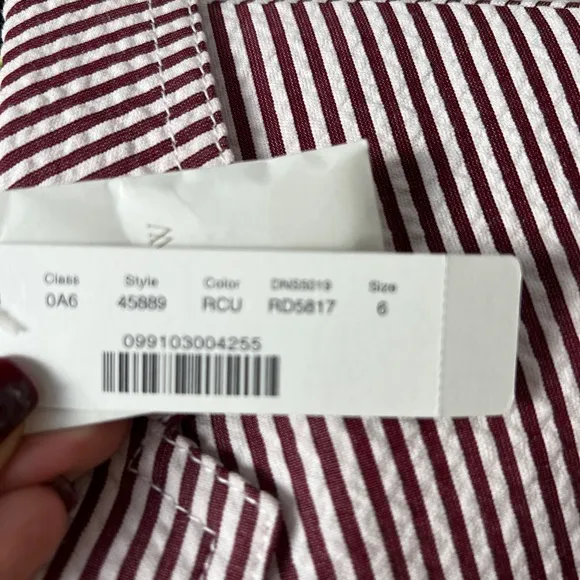 Class Style Color Size
0A6 45889 RCU RD5817 6
099103004255